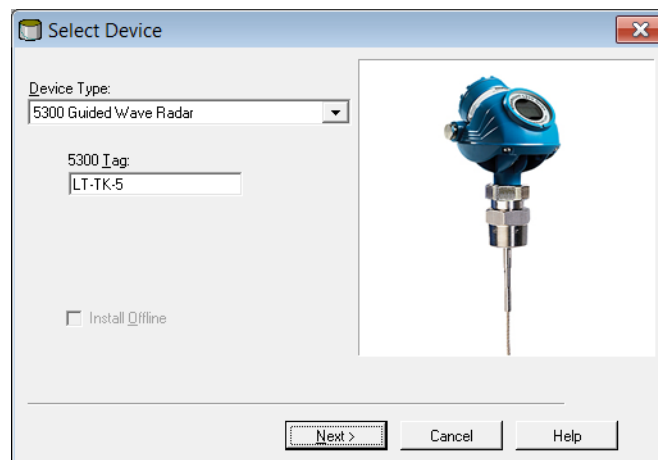 Select Device
Device Type:
5300 Guided Wave Radar
5300 Tag:
LT-TK-5
Install Offline
Next >
Cancel
Help